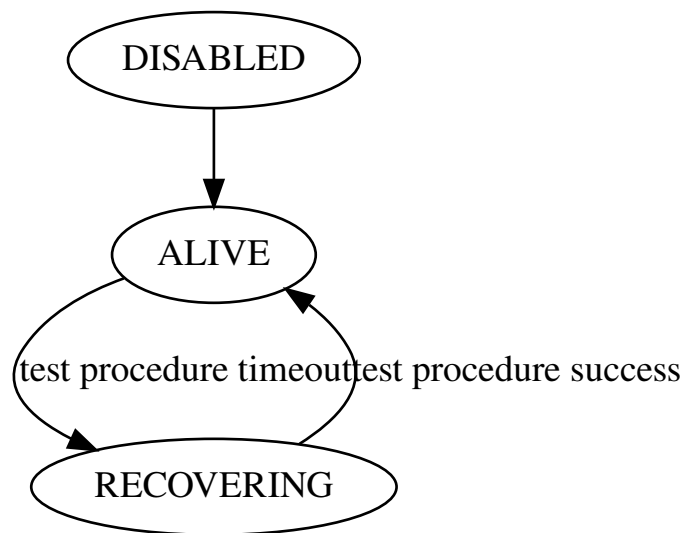 DISABLED
ALIVE
test procedure timeout
test procedure success
RECOVERING